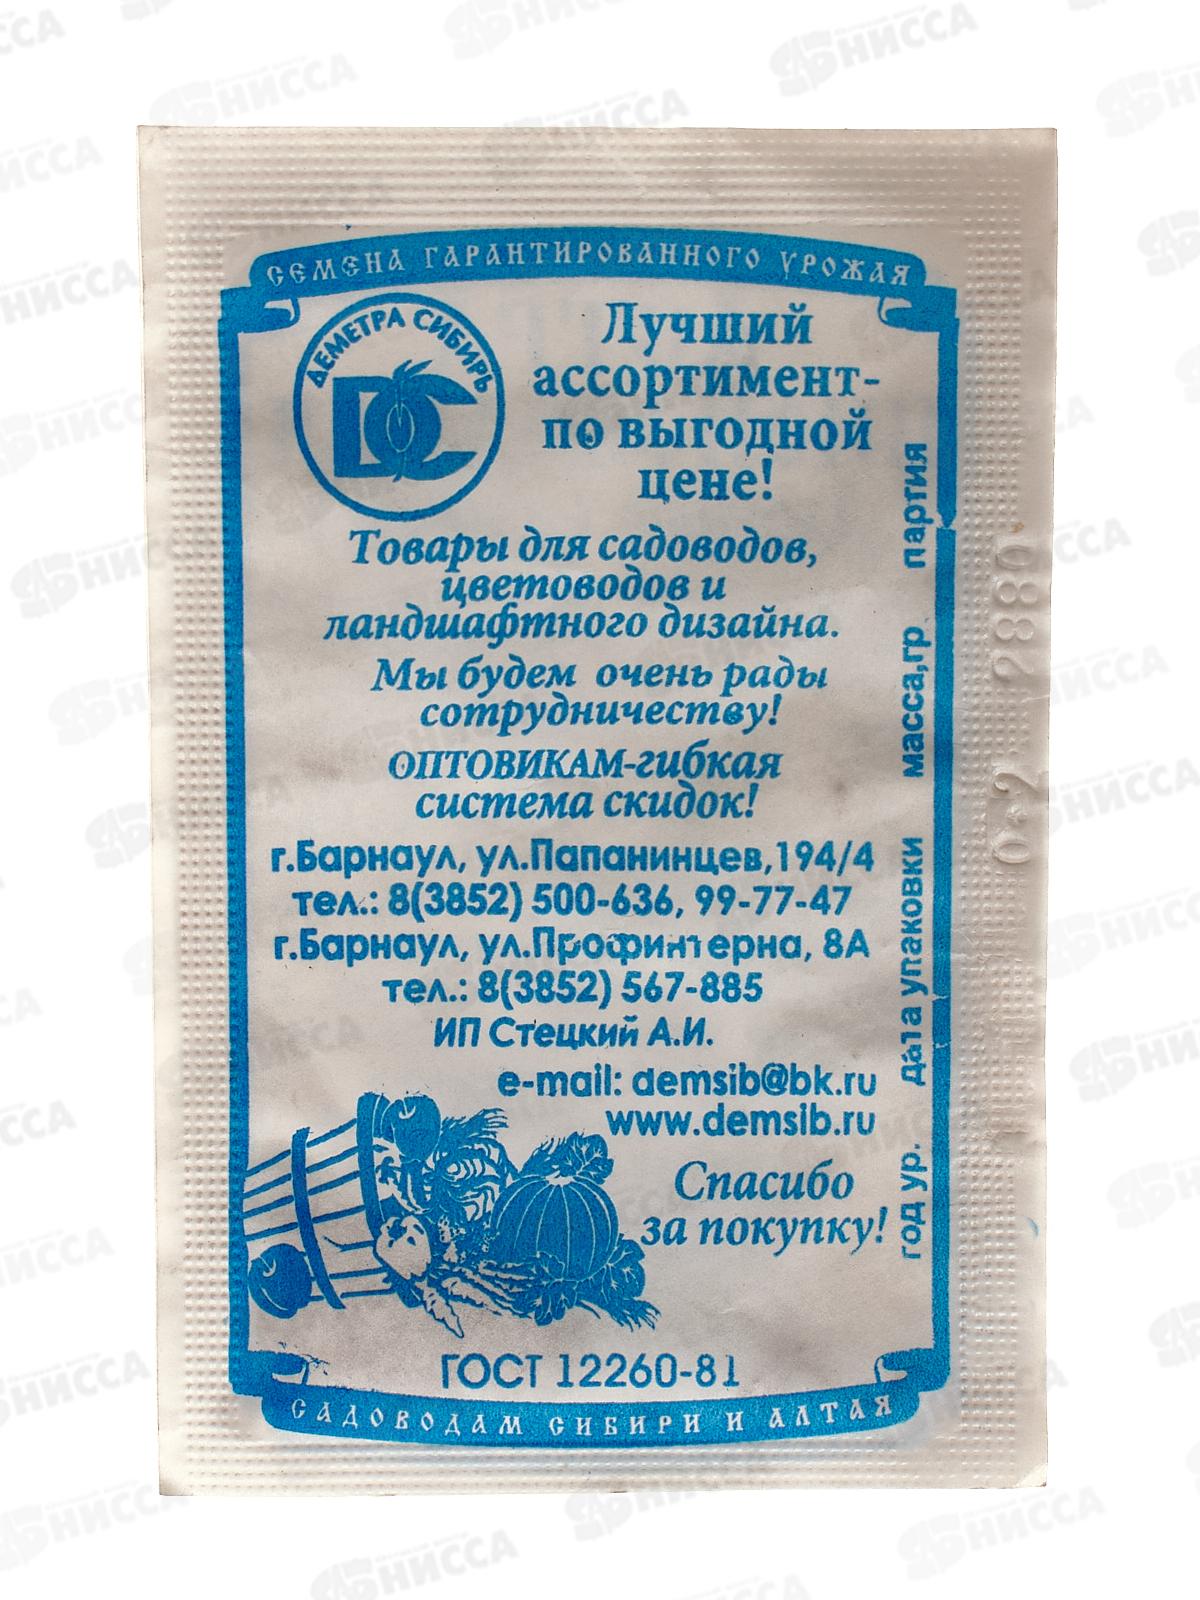 СЕМЕНА ГАРАНТИРОВАННОГО УРОЖАЯ
ДЕМЕТРА СИБИРЬ
DC
Лучший
ассортимент-
по выгодной
цене!
Товары для садоводов,
цветоводов и
ландшафтного дизайна.
Мы будем очень рады
сотрудничеству!
ОПТОВИКАМ-гибкая
система скидок!
г.Барнаул, ул.Папанинцев,194/4
тел.: 8(3852) 500-636, 99-77-47
г.Барнаул, ул.Профинтерна, 8А
тел.: 8(3852) 567-885
ИП Стецкий А.И.
e-mail: demsib@bk.ru
www.demsib.ru
Спасибо
за покупку!
ГОСТ 12260-81
САДОВОДАМ СИБИРИ И АЛТАЯ
год ур. дата упаковки масса,гр партия
0.2 2880
НИССА